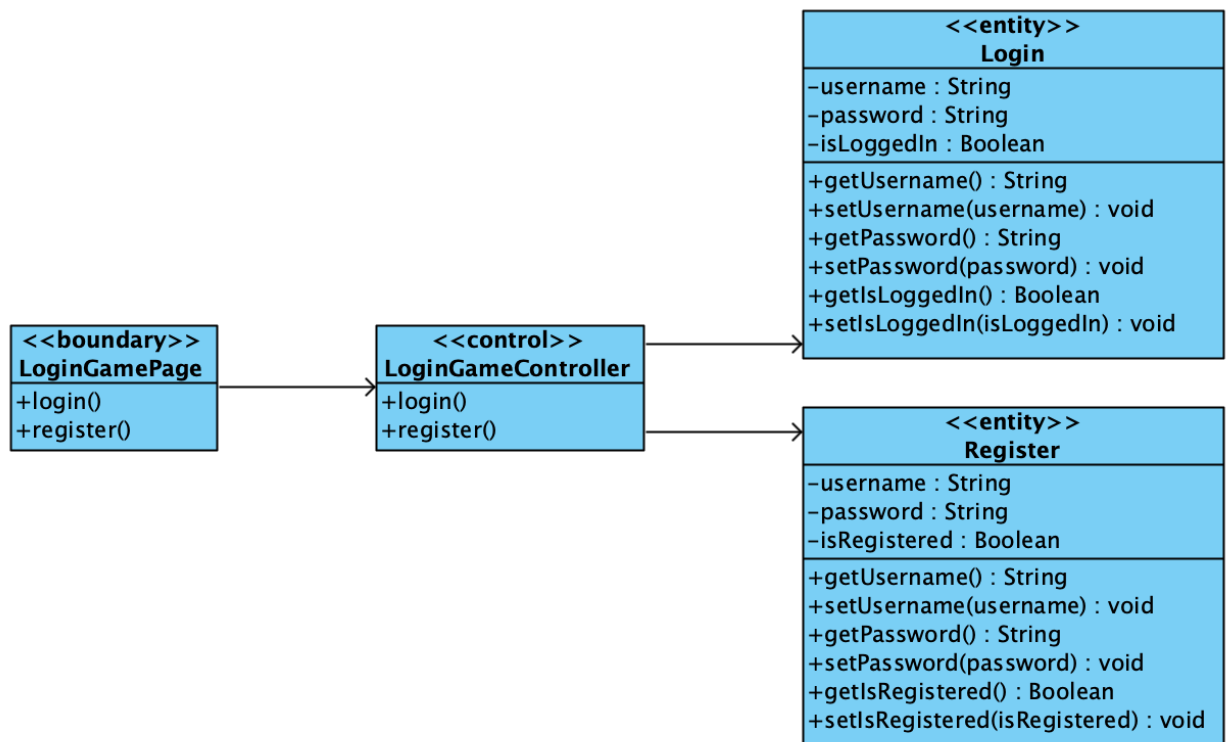 <<boundary>>
LoginGamePage
+login()
+register()
<<control>>
LoginGameController
+login()
+register()
<<entity>>
Login
-username : String
-password : String
-isLoggedIn : Boolean
+getUsername() : String
+setUsername(username) : void
+getPassword() : String
+setPassword(password) : void
+getIsLoggedIn() : Boolean
+setIsLoggedIn(isLoggedIn) : void
<<entity>>
Register
-username : String
-password : String
-isRegistered : Boolean
+getUsername() : String
+setUsername(username) : void
+getPassword() : String
+setPassword(password) : void
+getIsRegistered() : Boolean
+setIsRegistered(isRegistered) : void